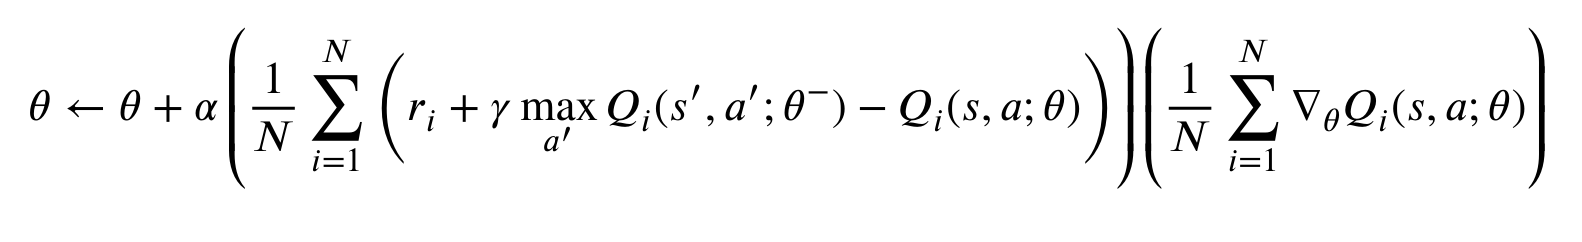 θ ← θ + α ( 1/N ∑_{i=1}^{N} ( r_i + γ max_{a′} Q_i(s′, a′; θ⁻) − Q_i(s, a; θ) ) ) ( 1/N ∑_{i=1}^{N} ∇_θ Q_i(s, a; θ) )